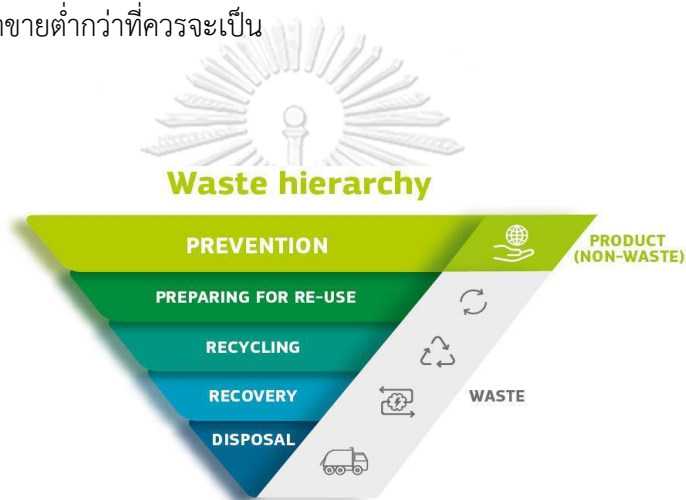 ขายต่ำกว่าที่ควรจะเป็น
Waste hierarchy
PREVENTION
PRODUCT
(NON-WASTE)
PREPARING FOR RE-USE
RECYCLING
RECOVERY
WASTE
DISPOSAL